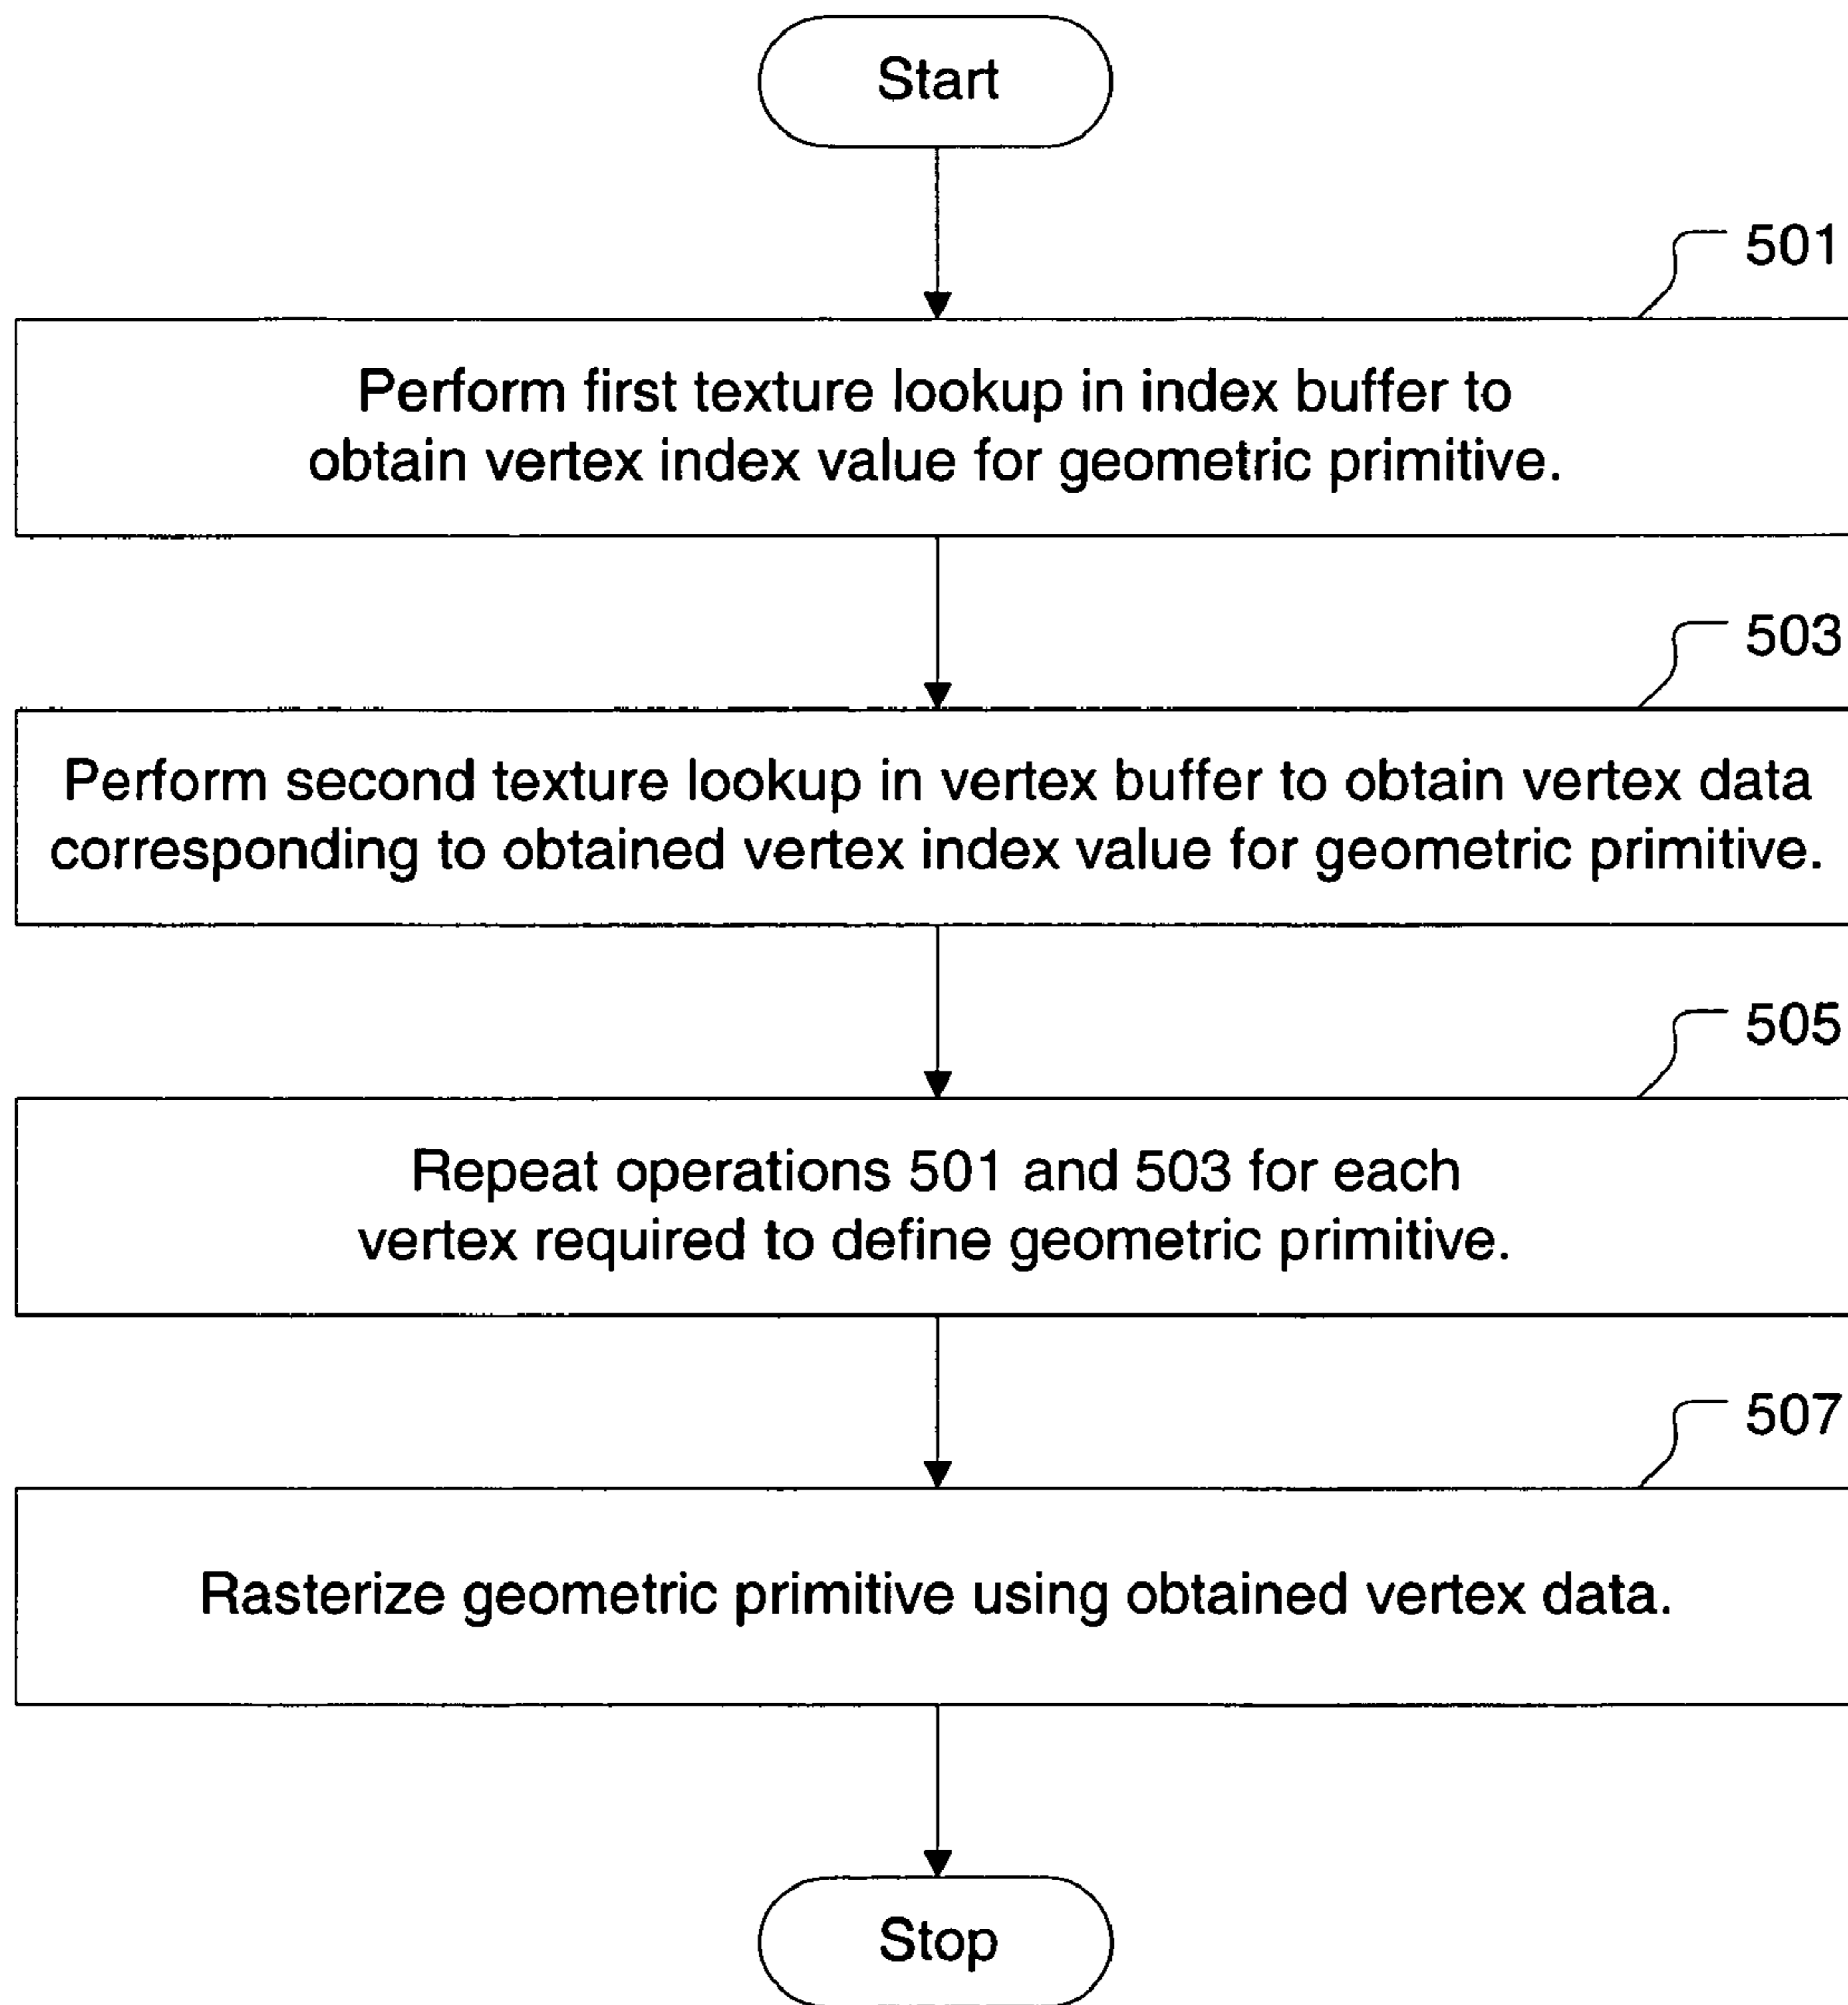 Start
501
Perform first texture lookup in index buffer to
obtain vertex index value for geometric primitive.
503
Perform second texture lookup in vertex buffer to obtain vertex data
corresponding to obtained vertex index value for geometric primitive.
505
Repeat operations 501 and 503 for each
vertex required to define geometric primitive.
507
Rasterize geometric primitive using obtained vertex data.
Stop